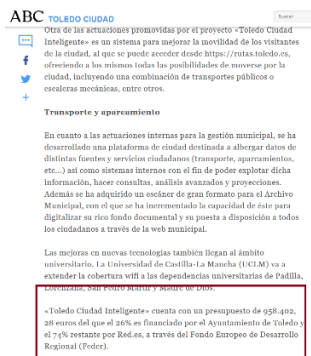 ABC TOLEDO CIUDAD
Buscar
Otra de las actuaciones promovidas por el proyecto «Toledo Ciudad
Inteligente» es un sistema para mejorar la movilidad de los visitantes
de la ciudad, al que se puede acceder desde https://rutas.toledo.es,
ofreciendo a los mismos todas las posibilidades de moverse por la
ciudad, incluyendo una combinación de transportes públicos o
escaleras mecánicas, entre otros.
Transporte y aparcamiento
En cuanto a las actuaciones internas para la gestión municipal, se ha
desarrollado una plataforma de ciudad destinada a albergar datos de
distintas fuentes y servicios ciudadanos (transporte, aparcamientos,
etc...) así como sistemas internos con el fin de poder explotar dicha
información, hacer consultas, análisis avanzados y proyecciones.
Además se ha adquirido un escáner de gran formato para el Archivo
Municipal, con el que se ha incrementado la capacidad de éste para
digitalizar su rico fondo documental y su puesta a disposición a todos
los ciudadanos a través de la web municipal.
Las mejoras en nuevas tecnologías también llegan al ámbito
universitario. La Universidad de Castilla-La Mancha (UCLM) va a
extender la cobertura wifi a las dependencias universitarias de Padilla,
Lorenzana, San Pedro Mártir y Madre de Dios.
«Toledo Ciudad Inteligente» cuenta con un presupuesto de 958.402,
28 euros del que el 26% es financiado por el Ayuntamiento de Toledo y
el 74% restante por Red.es, a través del Fondo Europeo de Desarrollo
Regional (Feder).